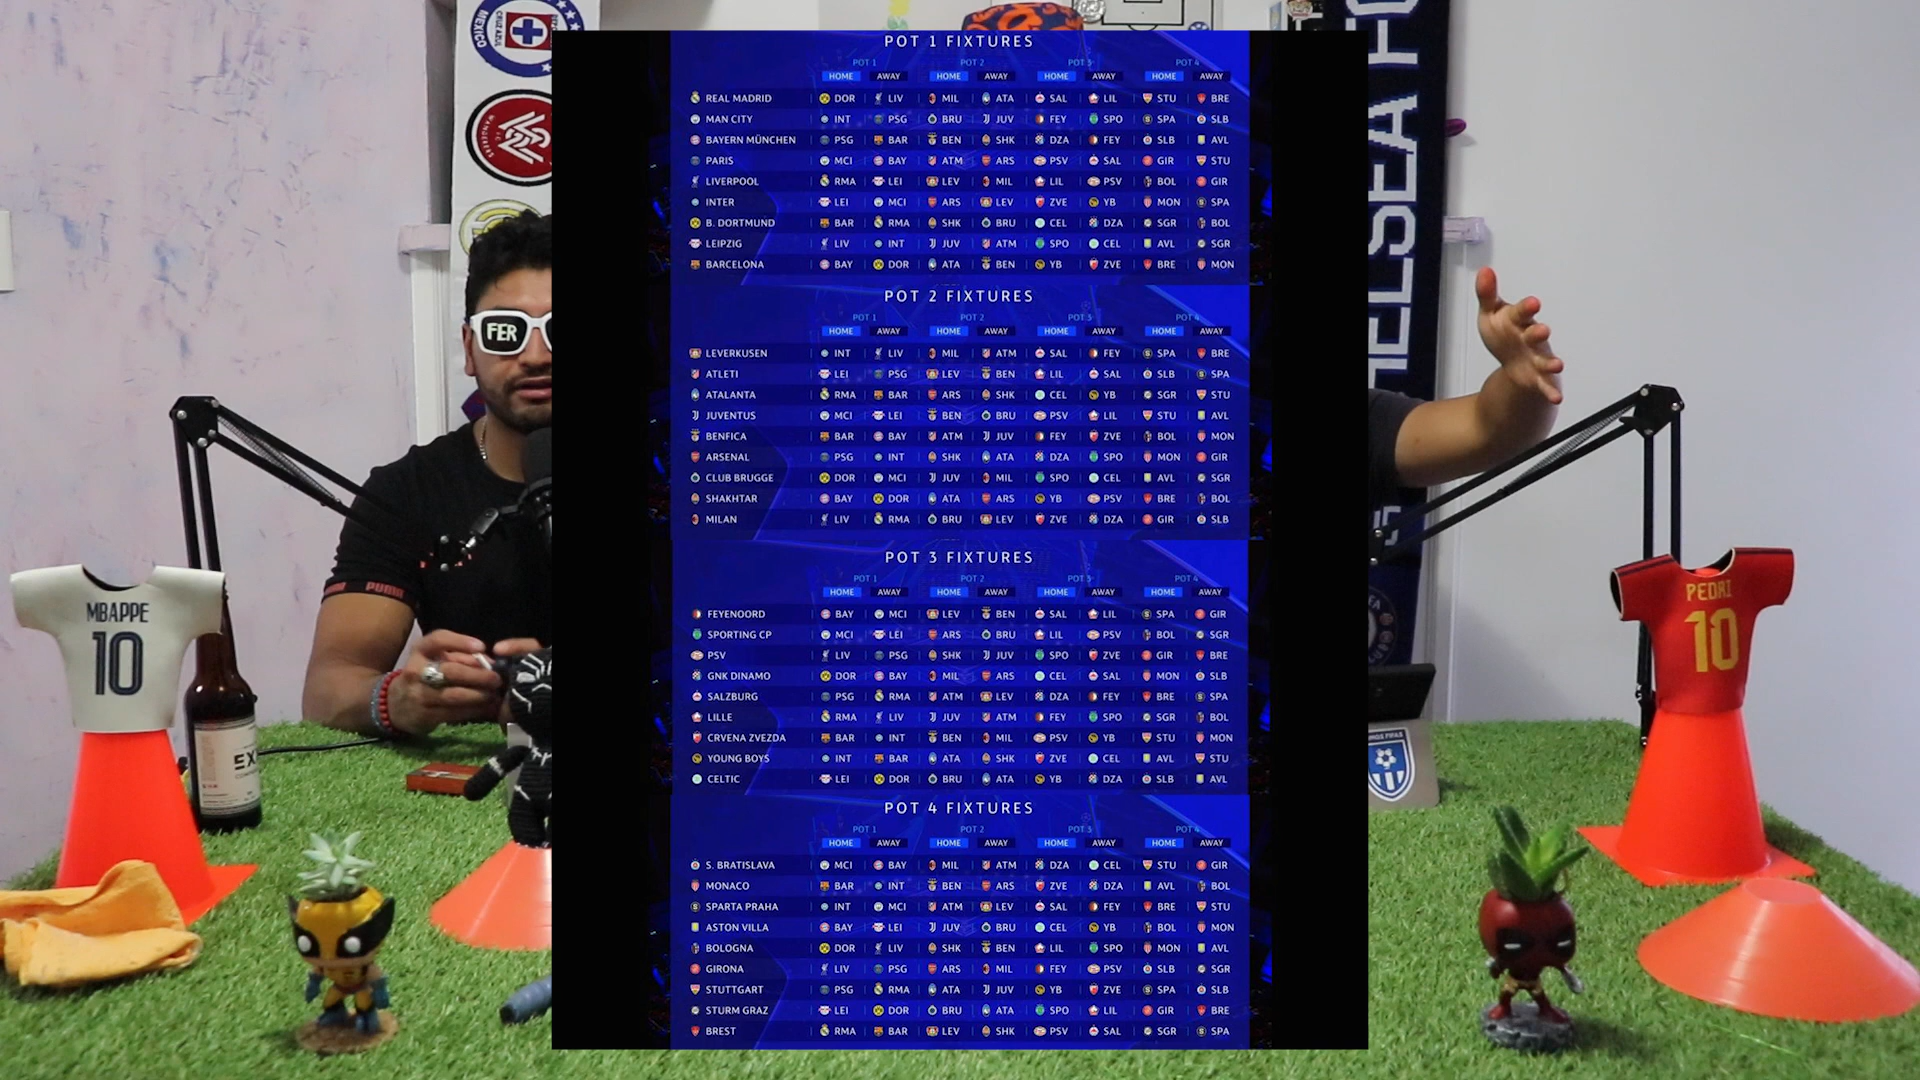 POT 1 FIXTURES
POT 1 POT 2 POT 3 POT 4
HOME AWAY HOME AWAY HOME AWAY HOME AWAY
REAL MADRID DOR LIV MIL ATA SAL LIL STU BRE
MAN CITY INT PSG BRU JUV FEY SPO SPA SLB
BAYERN MÜNCHEN PSG BAR BEN SHK DZA FEY SLB AVL
PARIS MCI BAY ATM ARS PSV SAL GIR STU
LIVERPOOL RMA LEI LEV MIL LIL PSV BOL GIR
INTER LEI MCI ARS LEV ZVE YB MON SPA
B. DORTMUND BAR RMA SHK BRU CEL DZA SGR BOL
LEIPZIG LIV INT JUV ATM SPO CEL AVL SGR
BARCELONA BAY DOR ATA BEN YB ZVE BRE MON
POT 2 FIXTURES
POT 1 POT 2 POT 3 POT 4
HOME AWAY HOME AWAY HOME AWAY HOME AWAY
LEVERKUSEN INT LIV MIL ATM SAL FEY SPA BRE
ATLETI LEI PSG LEV BEN LIL SAL SLB SPA
ATALANTA RMA BAR ARS SHK CEL YB SGR STU
JUVENTUS MCI LEI BEN BRU PSV LIL STU AVL
BENFICA BAR BAY ATM JUV FEY ZVE BOL MON
ARSENAL PSG INT SHK ATA DZA SPO MON GIR
CLUB BRUGGE DOR MCI JUV MIL SPO CEL AVL SGR
SHAKHTAR BAY DOR ATA ARS YB PSV BRE BOL
MILAN LIV RMA BRU LEV ZVE DZA GIR SLB
POT 3 FIXTURES
POT 1 POT 2 POT 3 POT 4
HOME AWAY HOME AWAY HOME AWAY HOME AWAY
FEYENOORD BAY MCI LEV BEN SAL LIL SPA GIR
SPORTING CP MCI LEI ARS BRU LIL PSV BOL SGR
PSV LIV PSG SHK JUV SPO ZVE GIR BRE
GNK DINAMO DOR BAY MIL ARS CEL SAL MON SLB
SALZBURG PSG RMA ATM LEV DZA FEY BRE SPA
LILLE RMA LIV JUV ATM FEY SPO SGR BOL
CRVENA ZVEZDA BAR INT BEN MIL PSV YB STU MON
YOUNG BOYS INT BAR ATA SHK ZVE CEL AVL STU
CELTIC LEI DOR BRU ATA YB DZA SLB AVL
POT 4 FIXTURES
POT 1 POT 2 POT 3 POT 4
HOME AWAY HOME AWAY HOME AWAY HOME AWAY
S. BRATISLAVA MCI BAY MIL ATM DZA CEL STU GIR
MONACO BAR INT BEN ARS ZVE DZA AVL BOL
SPARTA PRAHA INT MCI ATM LEV SAL FEY BRE STU
ASTON VILLA BAY LEI JUV BRU CEL YB BOL MON
BOLOGNA DOR LIV SHK BEN LIL SPO MON AVL
GIRONA LIV PSG ARS MIL FEY PSV SLB SGR
STUTTGART PSG RMA ATA JUV YB ZVE SPA SLB
STURM GRAZ LEI DOR BRU ATA SPO LIL GIR BRE
BREST RMA BAR LEV SHK PSV SAL SGR SPA
MEXICO
CRUZ AZUL
FER
PUMA
MBAPPE
10
EX
HELSEA F
PEDRI
10